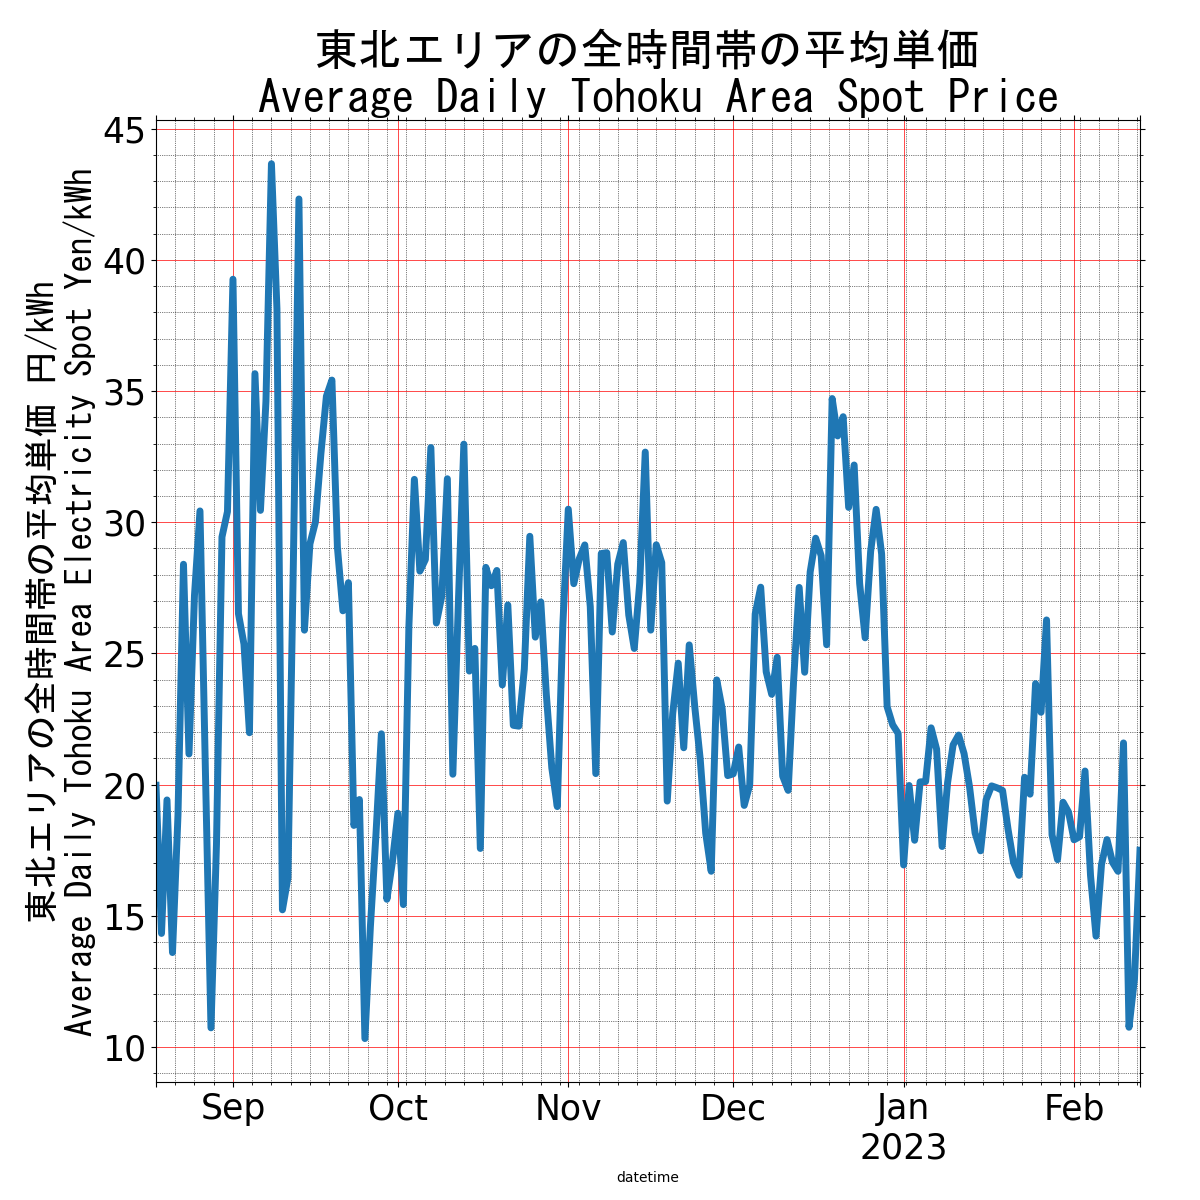 東北エリアの全時間帯の平均単価
Average Daily Tohoku Area Spot Price
東北エリアの全時間帯の平均単価 円/kWh
Average Daily Tohoku Area Electricity Spot Yen/kWh
45
40
35
30
25
20
15
10
Sep Oct Nov Dec Jan Feb
2023
datetime